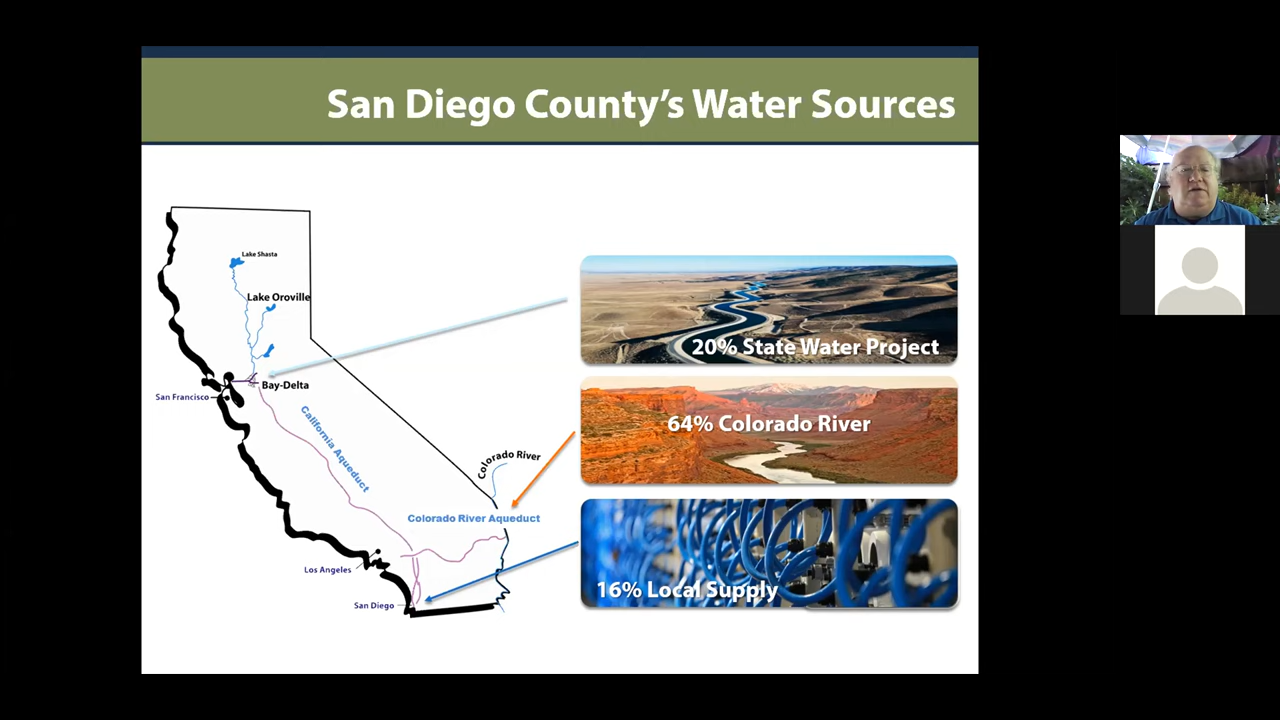 San Diego County’s Water Sources
Lake Shasta
Lake Oroville
Bay-Delta
San Francisco
California Aqueduct
Colorado River
Colorado River Aqueduct
Los Angeles
San Diego
20% State Water Project
64% Colorado River
16% Local Supply